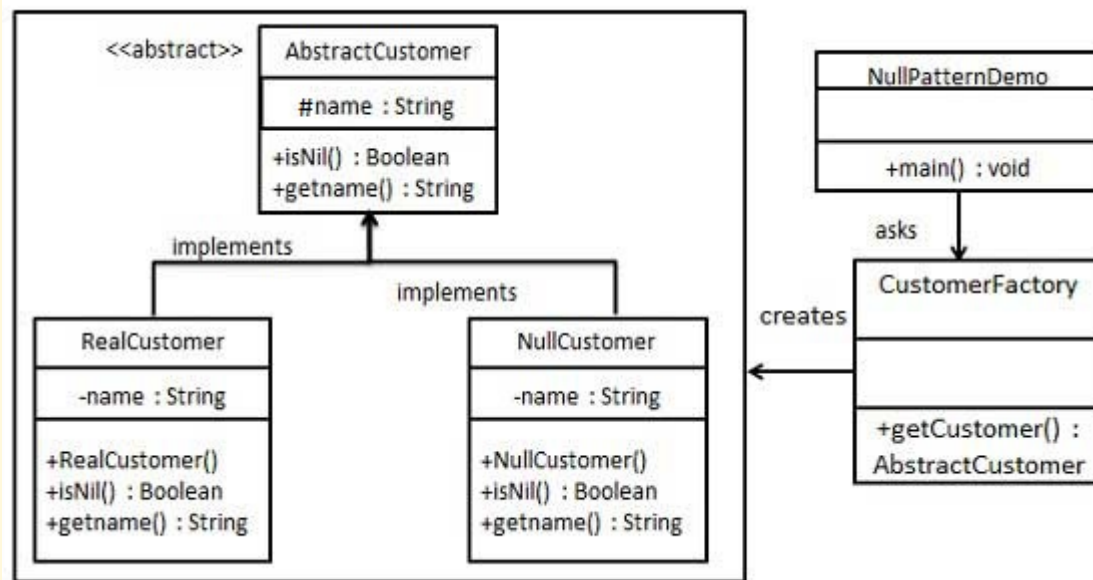 <<abstract>>
AbstractCustomer
#name : String
+isNil() : Boolean
+getname() : String
implements
implements
RealCustomer
-name : String
+RealCustomer()
+isNil() : Boolean
+getname() : String
NullCustomer
-name : String
+NullCustomer()
+isNil() : Boolean
+getname() : String
NullPatternDemo
+main() : void
asks
CustomerFactory
+getCustomer() :
AbstractCustomer
creates